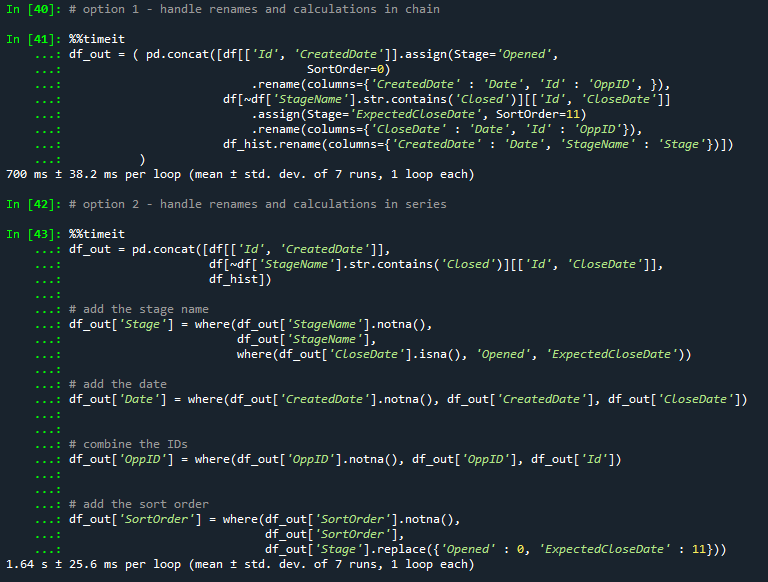 In [40]: # option 1 - handle renames and calculations in chain
In [41]: %%timeit
...: df_out = ( pd.concat([df[['Id', 'CreatedDate']].assign(Stage='Opened',
...: SortOrder=0)
...: .rename(columns={'CreatedDate' : 'Date', 'Id' : 'OppID', }),
...: df[~df['StageName'].str.contains('Closed')][['Id', 'CloseDate']]
...: .assign(Stage='ExpectedCloseDate', SortOrder=11)
...: .rename(columns={'CloseDate' : 'Date', 'Id' : 'OppID'}),
...: df_hist.rename(columns={'CreatedDate' : 'Date', 'StageName' : 'Stage'})])
...: )
700 ms ± 38.2 ms per loop (mean ± std. dev. of 7 runs, 1 loop each)
In [42]: # option 2 - handle renames and calculations in series
In [43]: %%timeit
...: df_out = pd.concat([df[['Id', 'CreatedDate']],
...: df[~df['StageName'].str.contains('Closed')][['Id', 'CloseDate']],
...: df_hist])
...:
...: # add the stage name
...: df_out['Stage'] = where(df_out['StageName'].notna(),
...: df_out['StageName'],
...: where(df_out['CloseDate'].isna(), 'Opened', 'ExpectedCloseDate'))
...:
...: # add the date
...: df_out['Date'] = where(df_out['CreatedDate'].notna(), df_out['CreatedDate'], df_out['CloseDate'])
...:
...:
...: # combine the IDs
...: df_out['OppID'] = where(df_out['OppID'].notna(), df_out['OppID'], df_out['Id'])
...:
...:
...: # add the sort order
...: df_out['SortOrder'] = where(df_out['SortOrder'].notna(),
...: df_out['SortOrder'],
...: df_out['Stage'].replace({'Opened' : 0, 'ExpectedCloseDate' : 11}))
1.64 s ± 25.6 ms per loop (mean ± std. dev. of 7 runs, 1 loop each)